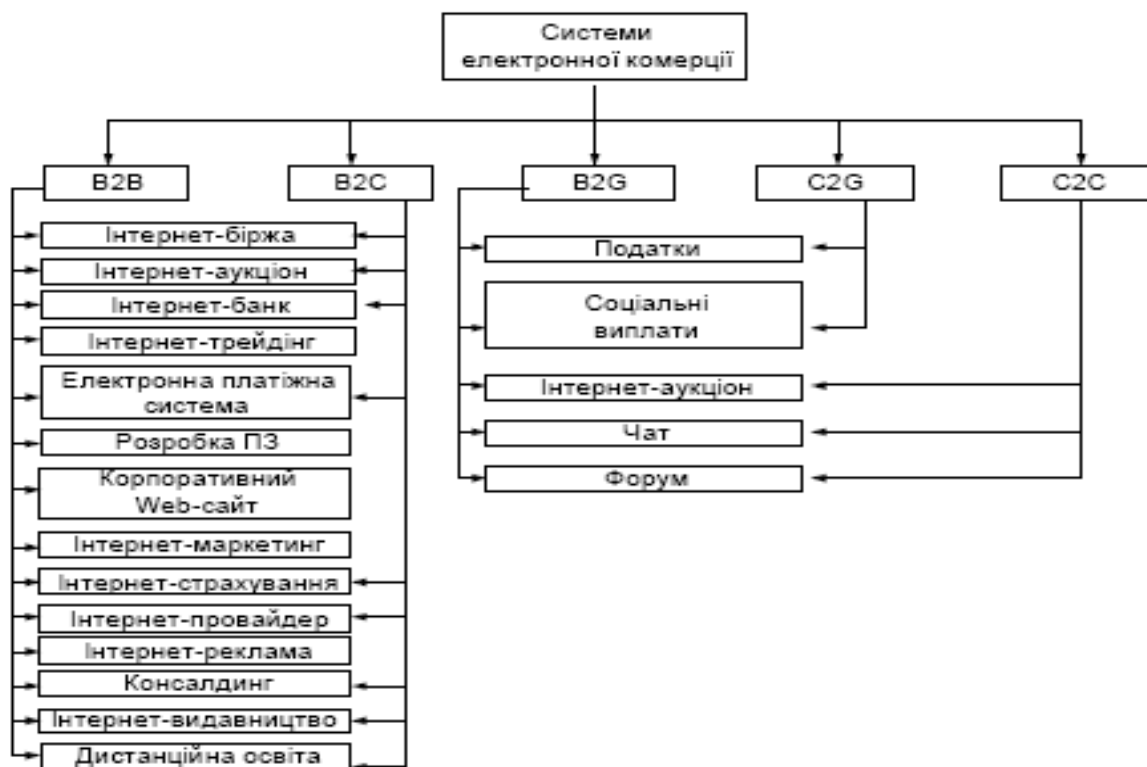 Системи
електронної комерції
B2B
B2C
B2G
C2G
C2C
Інтернет-біржа
Інтернет-аукціон
Інтернет-банк
Інтернет-трейдінг
Електронна платіжна
система
Розробка ПЗ
Корпоративний
Web-сайт
Інтернет-маркетинг
Інтернет-страхування
Інтернет-провайдер
Інтернет-реклама
Консалдинг
Інтернет-видавництво
Дистанційна освіта
Податки
Соціальні
виплати
Інтернет-аукціон
Чат
Форум